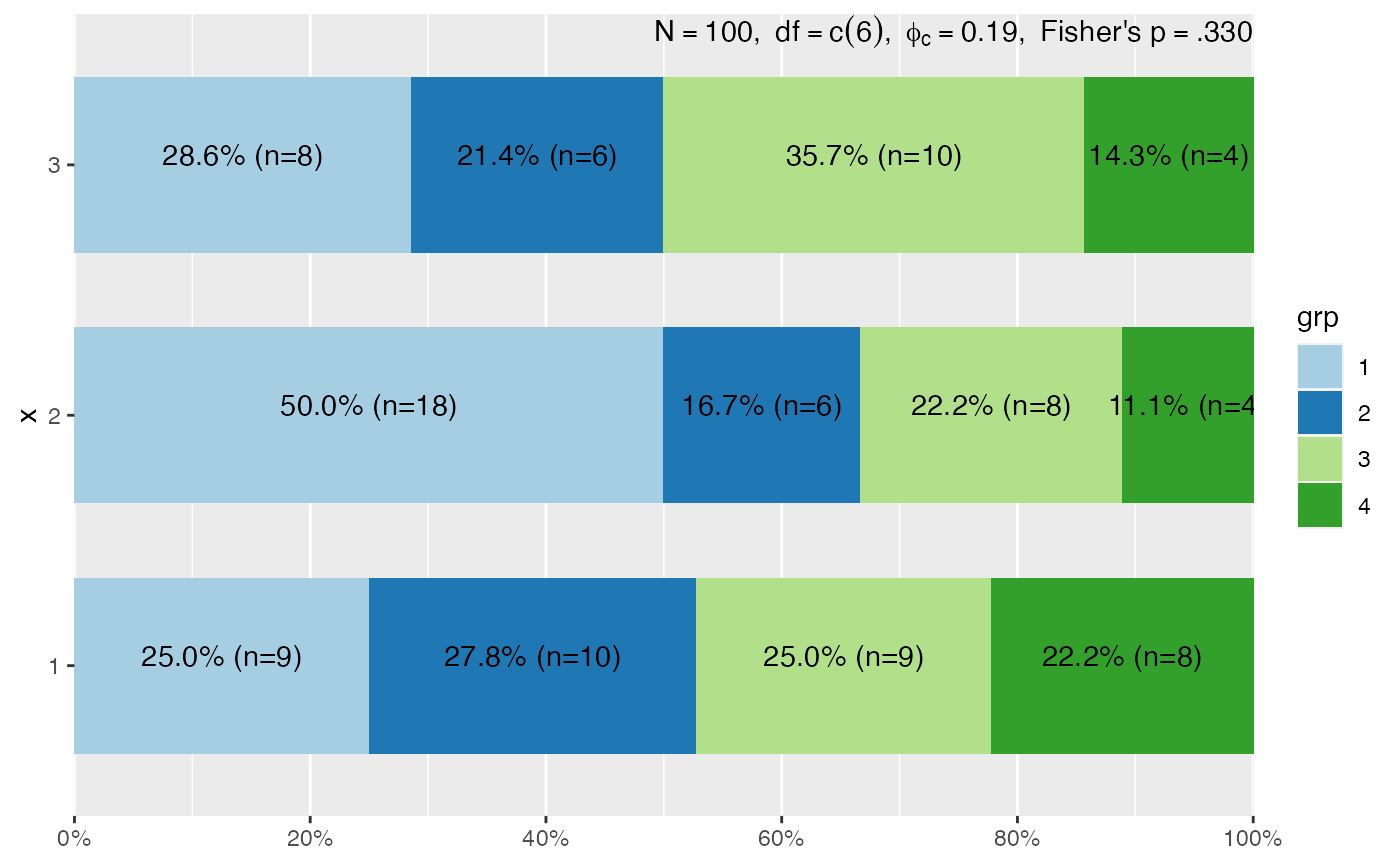 N = 100, df = c(6), ϕc = 0.19, Fisher's p = .330
3
28.6% (n=8) 21.4% (n=6) 35.7% (n=10) 14.3% (n=4)
x
2
50.0% (n=18) 16.7% (n=6) 22.2% (n=8) 11.1% (n=4
1
25.0% (n=9) 27.8% (n=10) 25.0% (n=9) 22.2% (n=8)
0% 20% 40% 60% 80% 100%
grp
1
2
3
4